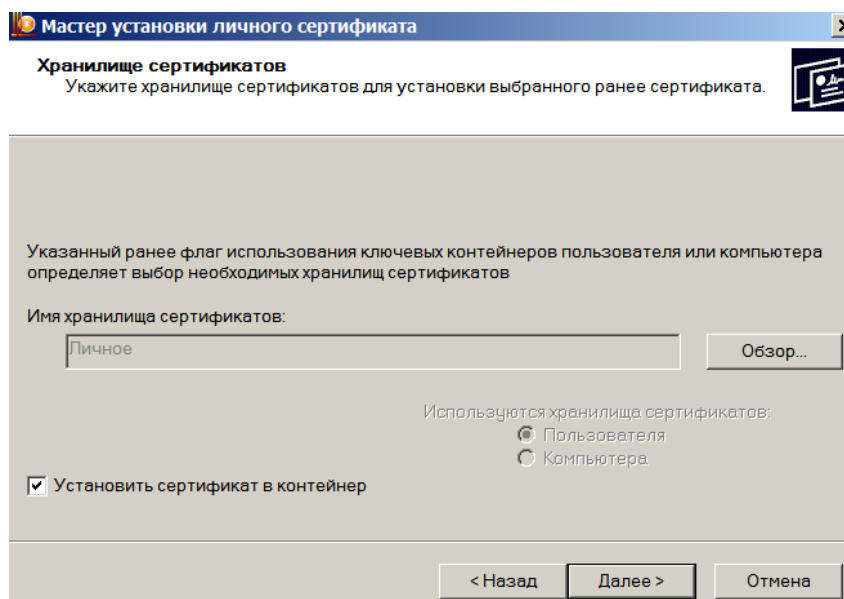 Мастер установки личного сертификата
Хранилище сертификатов
Укажите хранилище сертификатов для установки выбранного ранее сертификата.
Указанный ранее флаг использования ключевых контейнеров пользователя или компьютера
определяет выбор необходимых хранилищ сертификатов
Имя хранилища сертификатов:
Личное
Обзор...
Используются хранилища сертификатов:
Пользователя
Компьютера
Установить сертификат в контейнер
< Назад
Далее >
Отмена